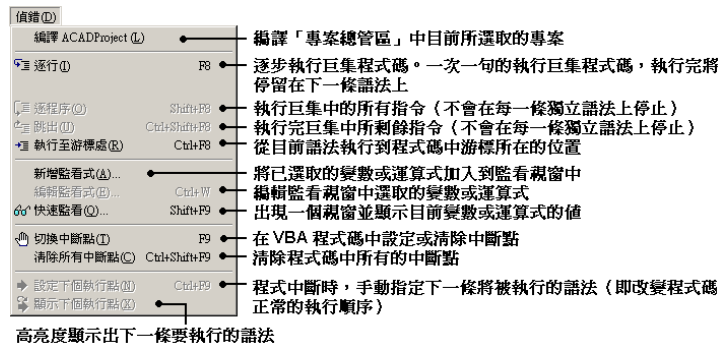 偵錯(D)
編譯 ACADProject (L)
編譯「專案總管區」中目前所選取的專案
逐行(I) F8
逐步執行巨集程式碼。一次一句的執行巨集程式碼，執行完將
停留在下一條語法上
逐程序(O) Shift+F8
執行巨集中的所有指令（不會在每一條獨立語法上停止）
跳出(U) Ctrl+Shift+F8
執行完巨集中所剩餘指令（不會在每一條獨立語法上停止）
執行至游標處(R) Ctrl+F8
從目前語法執行到程式碼中游標所在的位置
新增監看式(A)...
將已選取的變數或運算式加入到監看視窗中
編輯監看式(E)... Ctrl+W
編輯監看視窗中選取的變數或運算式
快速監看(Q)... Shift+F9
出現一個視窗並顯示目前變數或運算式的值
切換中斷點(T) F9
在 VBA 程式碼中設定或清除中斷點
清除所有中斷點(C) Ctrl+Shift+F9
清除程式碼中所有的中斷點
設定下個執行點(N) Ctrl+F9
程式中斷時，手動指定下一條將被執行的語法（即改變程式碼
正常的執行順序）
顯示下個執行點(X)
高亮度顯示出下一條要執行的語法